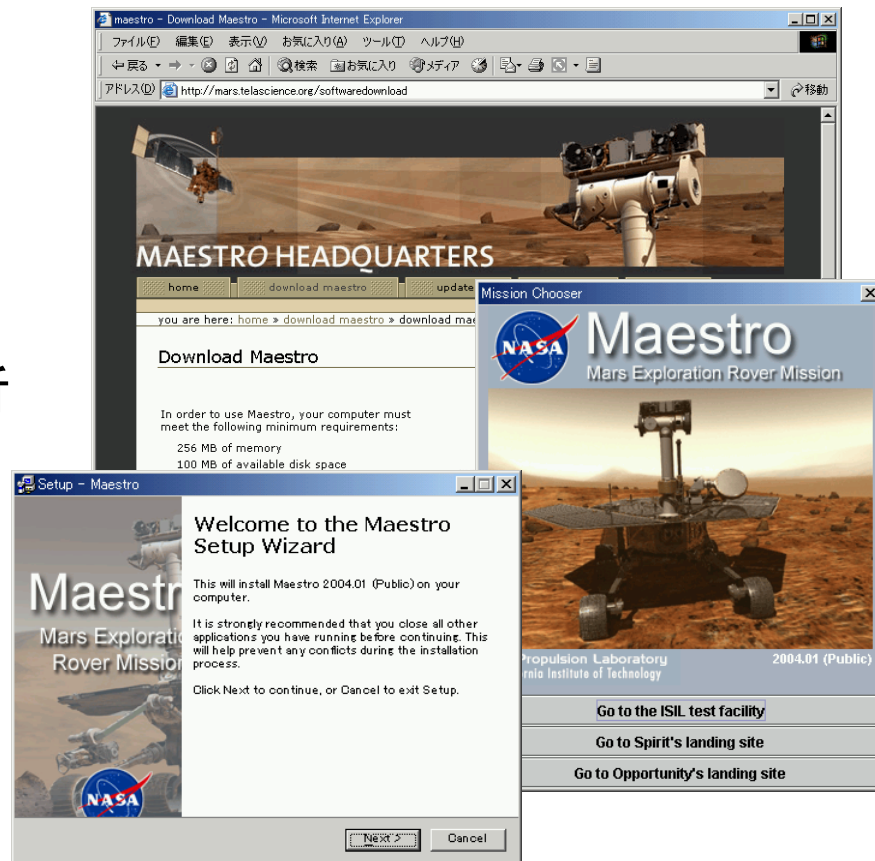 maestro - Download Maestro - Microsoft Internet Explorer
ファイル(F) 編集(E) 表示(V) お気に入り(A) ツール(T) ヘルプ(H)
戻る 検索 お気に入り メディア
アドレス(D) http://mars.telascience.org/softwaredownload 移動
MAESTRO HEADQUARTERS
home download maestro update
you are here: home » download maestro » download
Download Maestro
In order to use Maestro, your computer must
meet the following minimum requirements:
256 MB of memory
100 MB of available disk space
Mission Chooser
NASA
Maestro
Mars Exploration Rover Mission
Propulsion Laboratory
Institute of Technology
2004.01 (Public)
Go to the ISIL test facility
Go to Spirit's landing site
Go to Opportunity's landing site
Setup - Maestro
Mars
Rover
NASA
Welcome to the Maestro
Setup Wizard
This will install Maestro 2004.01 (Public) on your
computer.
It is strongly recommended that you close all other
applications you have running before continuing. This
will help prevent any conflicts during the installation
process.
Click Next to continue, or Cancel to exit Setup.
Next > Cancel